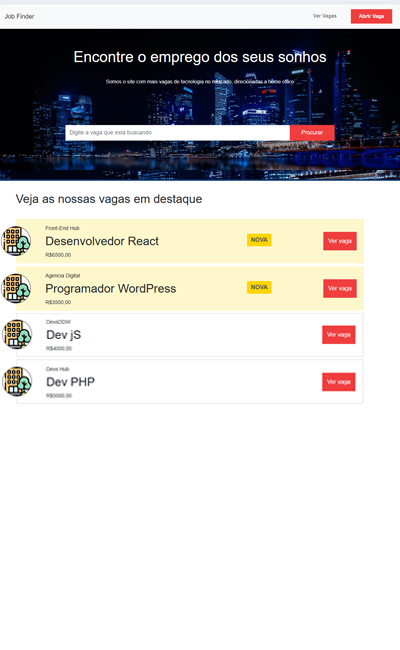 Job Finder
Ver Vagas
Abrir Vaga
Encontre o emprego dos seus sonhos
Somos o site com mais vagas de tecnologia no mercado, direcionadas a home office
Digite a vaga que está buscando
Procurar
Veja as nossas vagas em destaque
Front-End Hub
Desenvolvedor React
R$6500,00
NOVA
Ver vaga
Agencia Digital
Programador WordPress
R$3500,00
NOVA
Ver vaga
DevsDDW
Dev jS
R$4000,00
Ver vaga
Devs Hub
Dev PHP
R$5000,00
Ver vaga